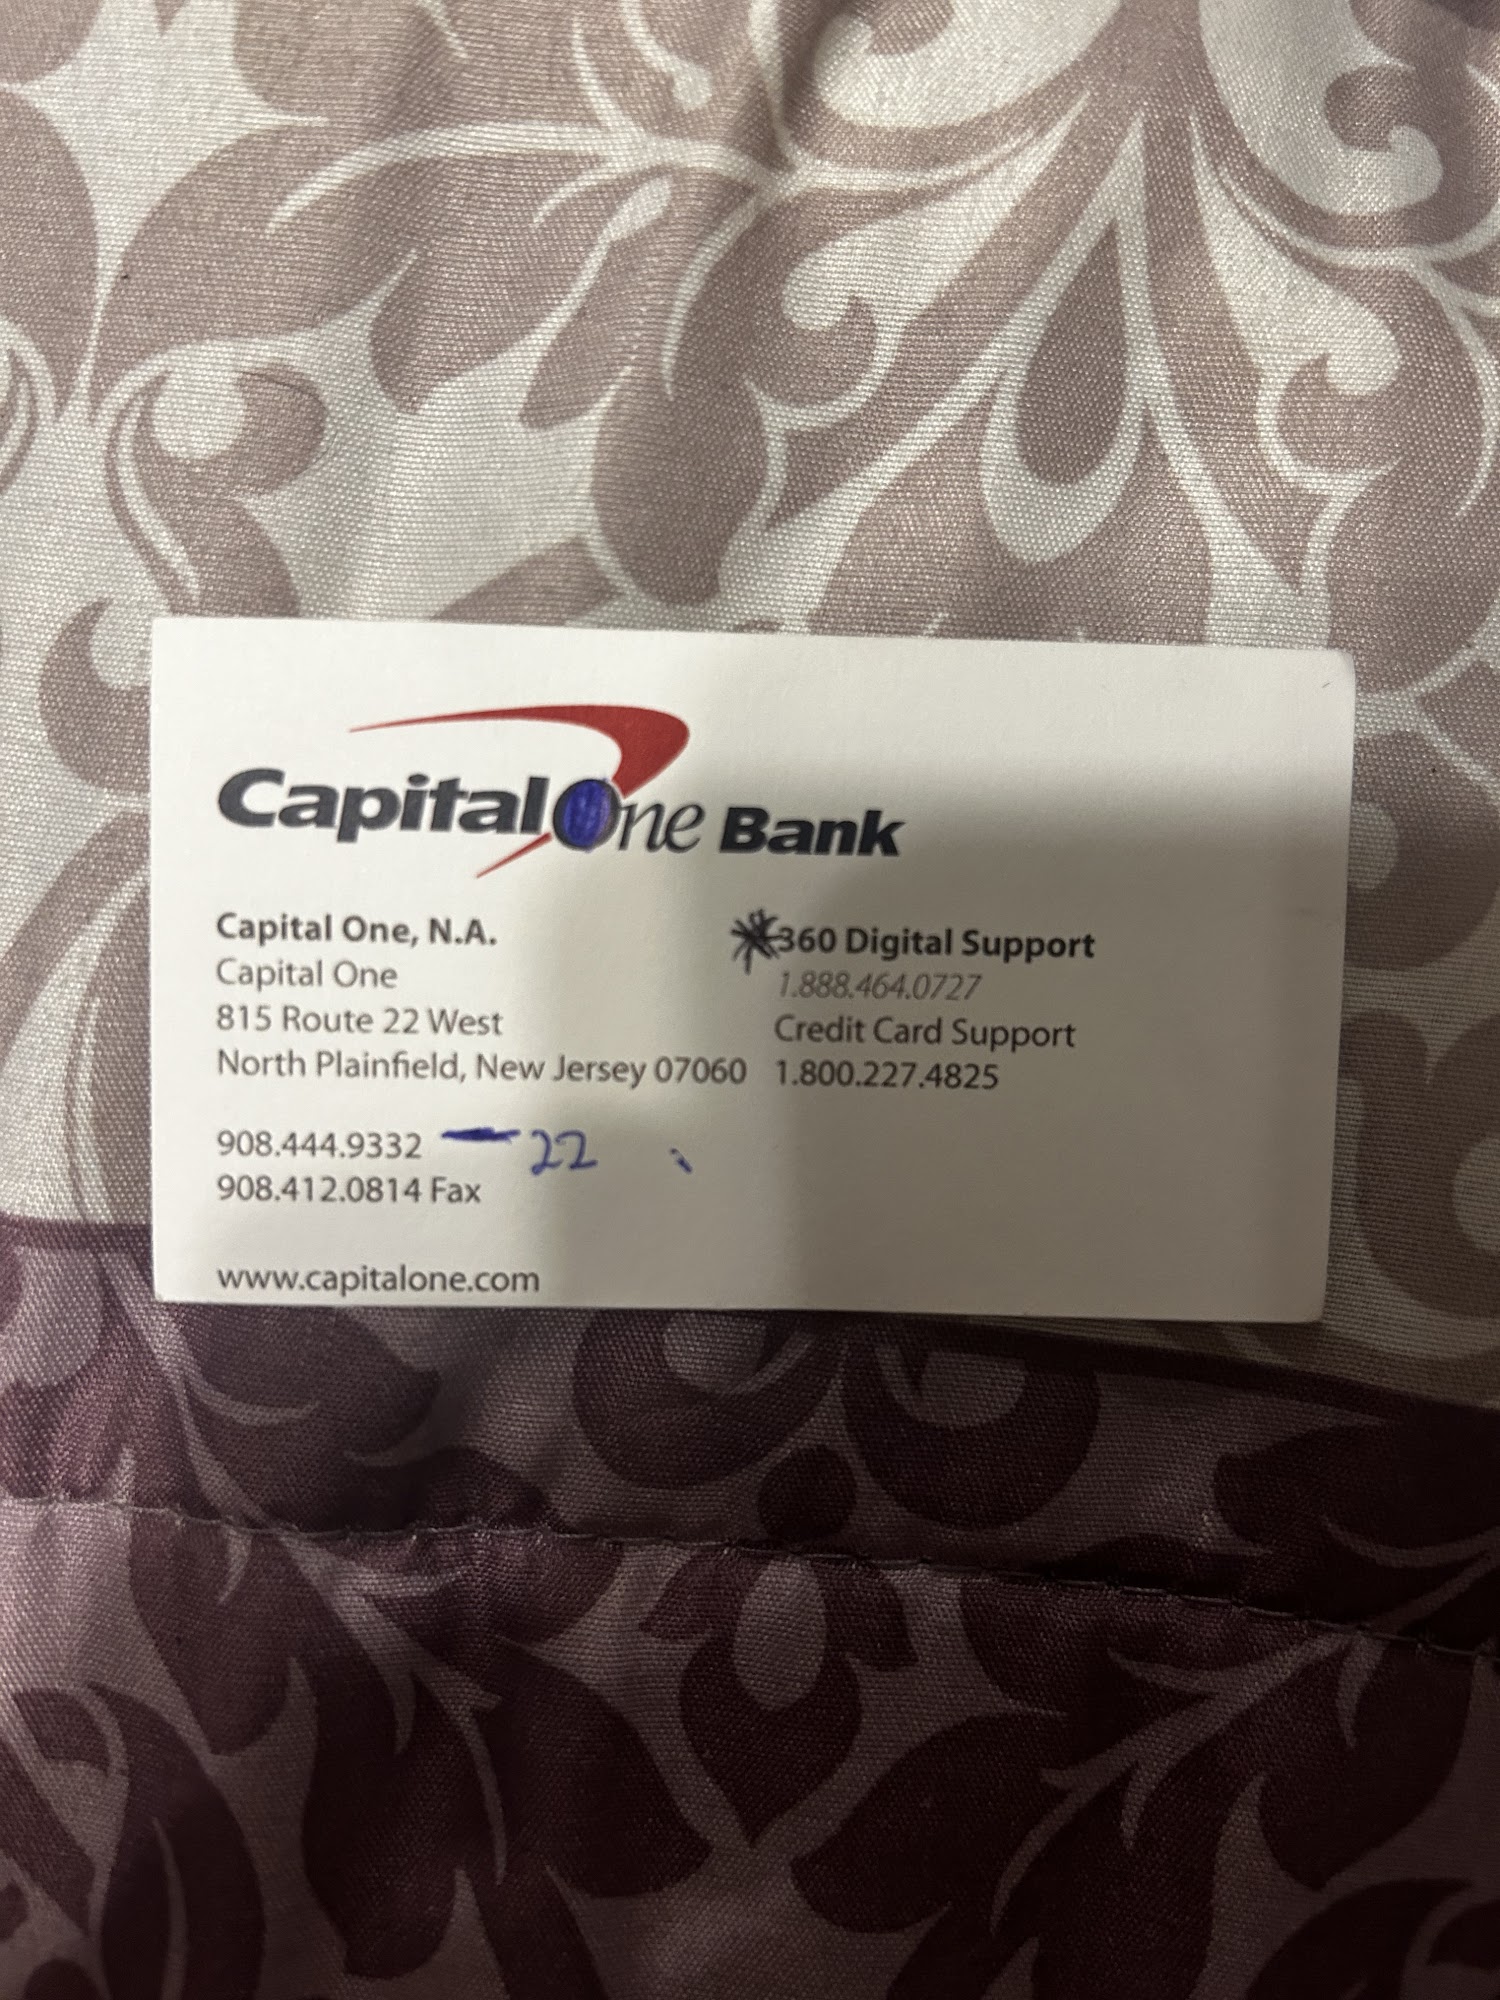 CapitalOne Bank
Capital One, N.A.
Capital One
815 Route 22 West
North Plainfield, New Jersey 07060
908.444.9332 — 22
908.412.0814 Fax
www.capitalone.com
360 Digital Support
1.888.464.0727
Credit Card Support
1.800.227.4825